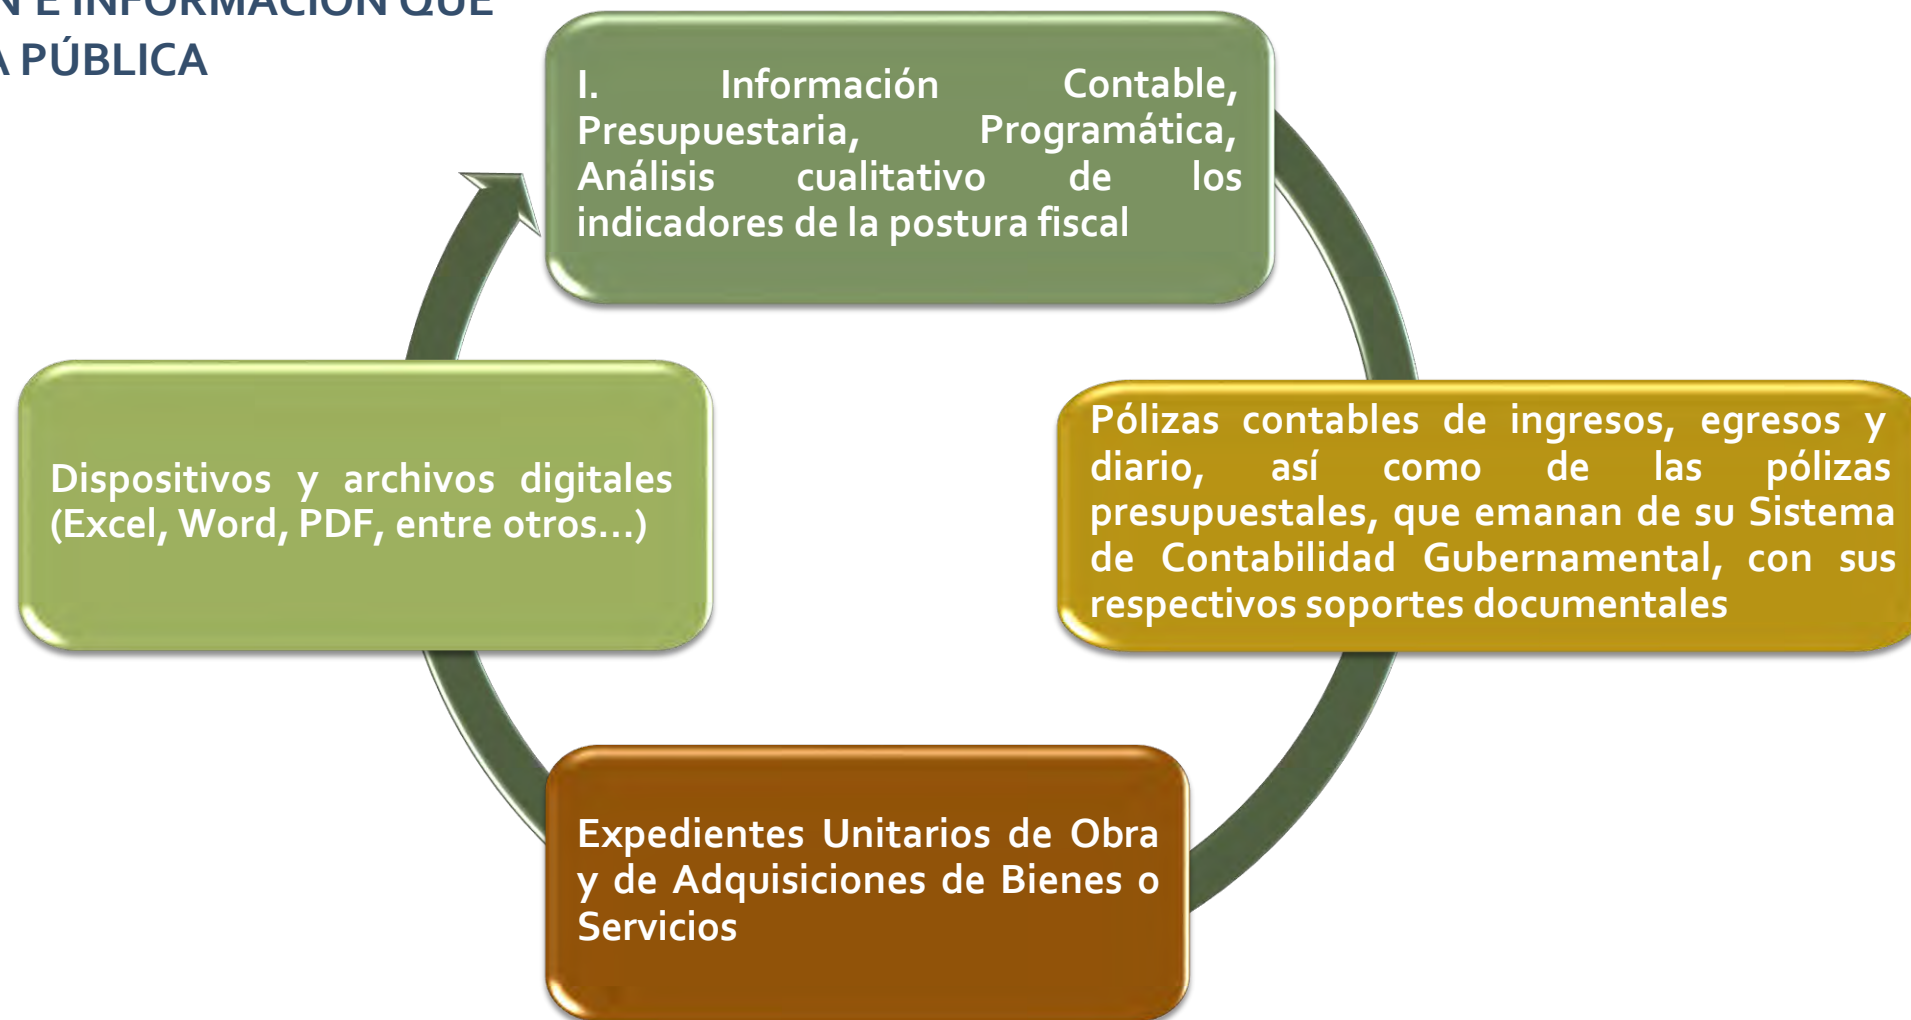 N E INFORMACIÓN QUE
A PÚBLICA
I. Información Contable,
Presupuestaria, Programática,
Análisis cualitativo de los
indicadores de la postura fiscal
Dispositivos y archivos digitales
(Excel, Word, PDF, entre otros...)
Pólizas contables de ingresos, egresos y
diario, así como de las pólizas
presupuestales, que emanan de su Sistema
de Contabilidad Gubernamental, con sus
respectivos soportes documentales
Expedientes Unitarios de Obra
y de Adquisiciones de Bienes o
Servicios